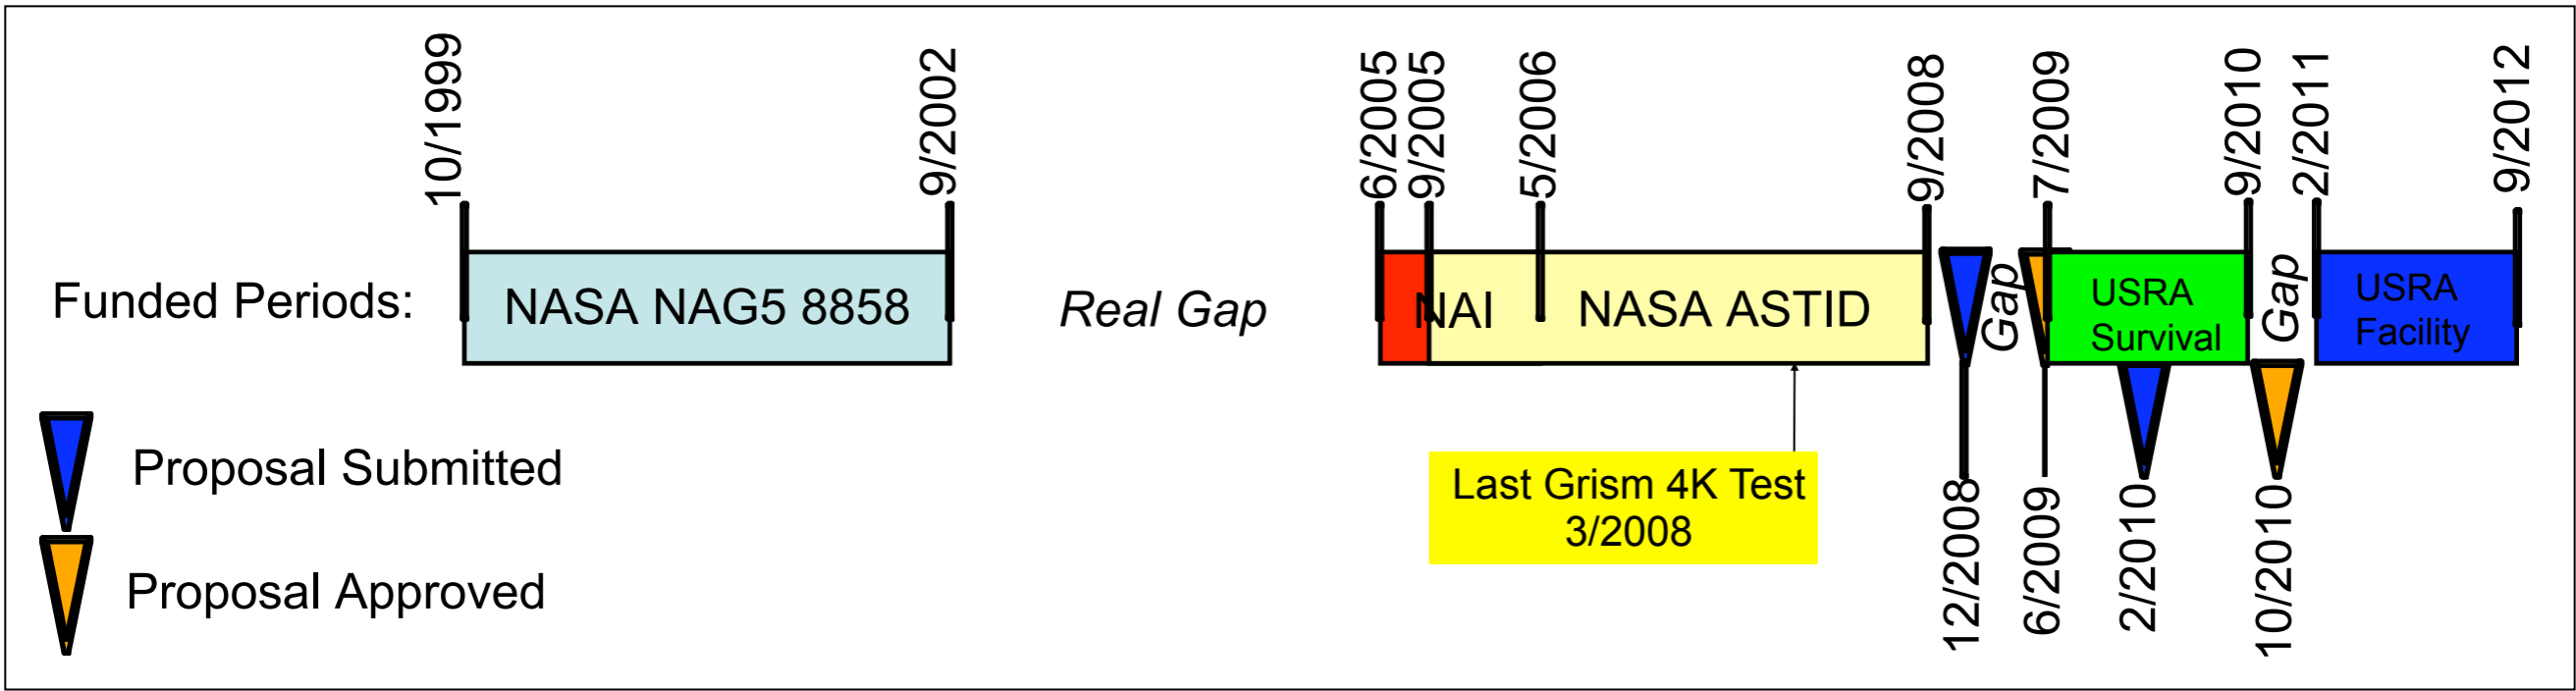 10/1999
9/2002
6/2005
9/2005
5/2006
9/2008
7/2009
9/2010
2/2011
9/2012
Funded Periods:
NASA NAG5 8858
Real Gap
NAI
NASA ASTID
Gap
USRA
Survival
Gap
USRA
Facility
Proposal Submitted
Last Grism 4K Test
3/2008
12/2008
6/2009
2/2010
10/2010
Proposal Approved